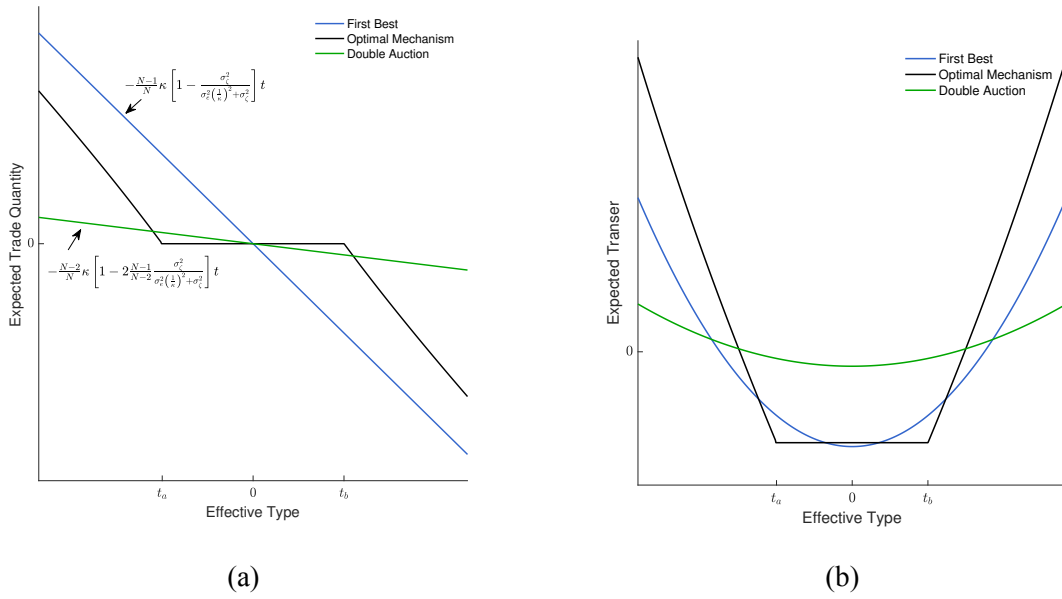 First Best
Optimal Mechanism
Double Auction
$-\frac{N-1}{N}\kappa\left[1-\frac{\sigma_{\zeta}^{2}}{\sigma_{\epsilon}^{2}\left(\frac{1}{\kappa}\right)^{2}+\sigma_{\zeta}^{2}}\right]t$
$-\frac{N-2}{N}\kappa\left[1-2\frac{N-1}{N-2}\frac{\sigma_{\zeta}^{2}}{\sigma_{\epsilon}^{2}\left(\frac{1}{\kappa}\right)^{2}+\sigma_{\zeta}^{2}}\right]t$
Expected Trade Quantity
0
$t_a$ 0 $t_b$
Effective Type
(a)
First Best
Optimal Mechanism
Double Auction
Expected Transer
0
$t_a$ 0 $t_b$
Effective Type
(b)